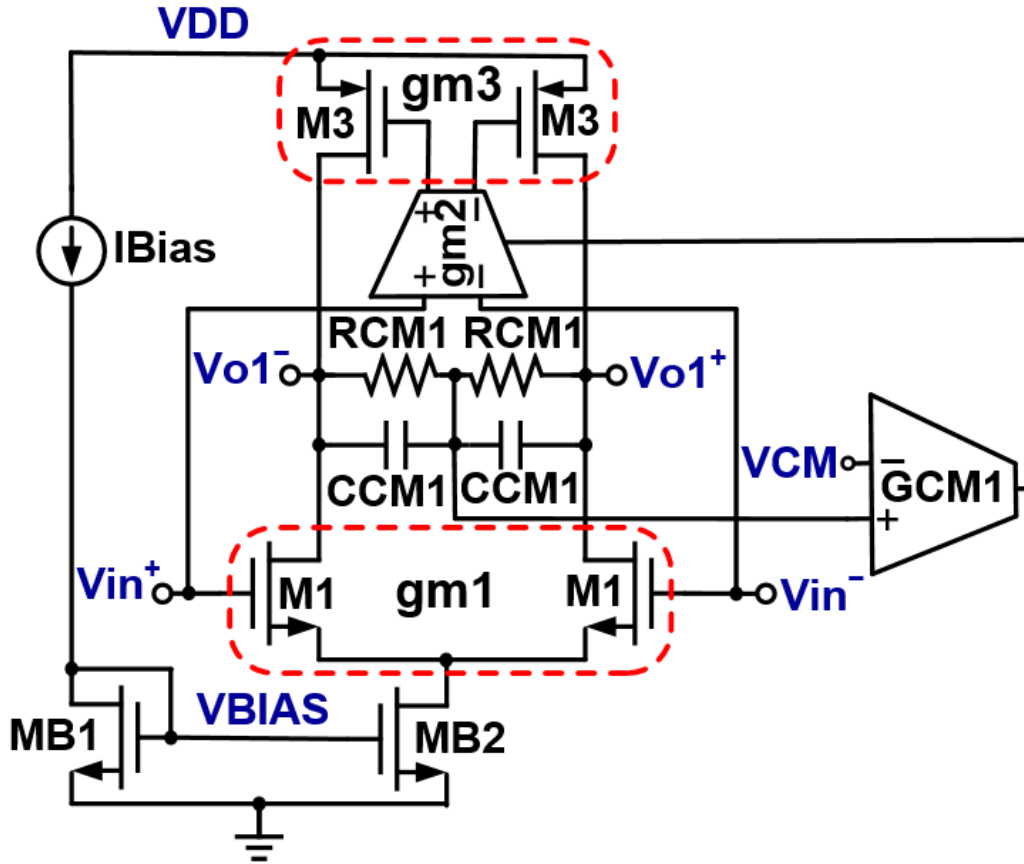 VDD
gm3
M3 M3
+ −
gm2
+ −
IBias
RCM1 RCM1
Vo1− Vo1+
CCM1 CCM1
VCM
−
GCM1
+
Vin+ M1 gm1 M1 Vin−
VBIAS
MB1 MB2